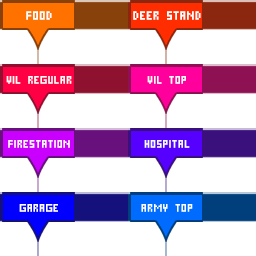 FOOD
DEER STAND
VIL REGULAR
VIL TOP
FIRESTATION
HOSPITAL
GARAGE
ARMY TOP